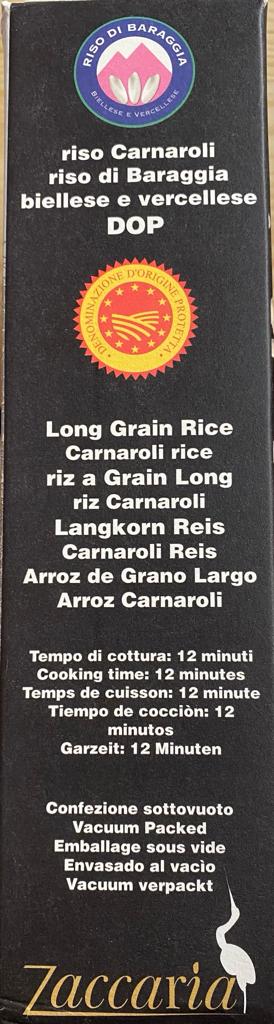 RISO DI BARAGGIA
BIELLESE E VERCELLESE
riso Carnaroli
riso di Baraggia
biellese e vercellese
DOP
DENOMINAZIONE D'ORIGINE PROTETTA
Long Grain Rice
Carnaroli rice
riz a Grain Long
riz Carnaroli
Langkorn Reis
Carnaroli Reis
Arroz de Grano Largo
Arroz Carnaroli
Tempo di cottura: 12 minuti
Cooking time: 12 minutes
Temps de cuisson: 12 minute
Tiempo de cocciòn: 12
minutos
Garzeit: 12 Minuten
Confezione sottovuoto
Vacuum Packed
Emballage sous vide
Envasado al vacìo
Vacuum verpackt
Zaccaria